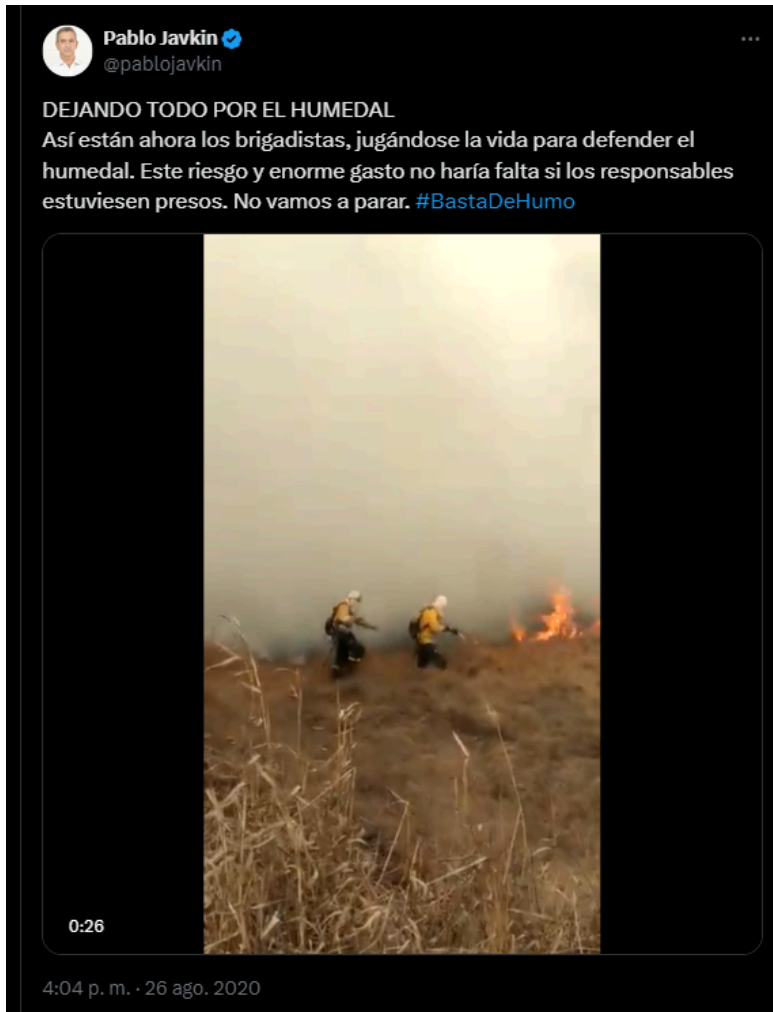 Pablo Javkin
@pablojavkin
DEJANDO TODO POR EL HUMEDAL
Así están ahora los brigadistas, jugándose la vida para defender el
humedal. Este riesgo y enorme gasto no haría falta si los responsables
estuviesen presos. No vamos a parar. #BastaDeHumo
0:26
4:04 p. m. · 26 ago. 2020